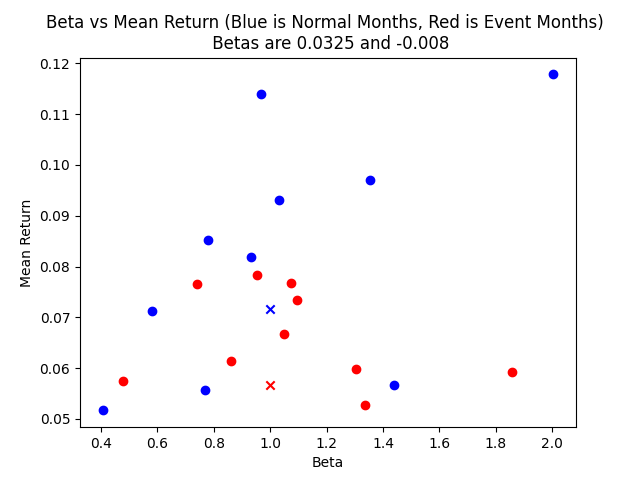 Beta vs Mean Return (Blue is Normal Months, Red is Event Months)
Betas are 0.0325 and -0.008
0.12
0.11
0.10
0.09
0.08
0.07
0.06
0.05
Mean Return
0.4 0.6 0.8 1.0 1.2 1.4 1.6 1.8 2.0
Beta